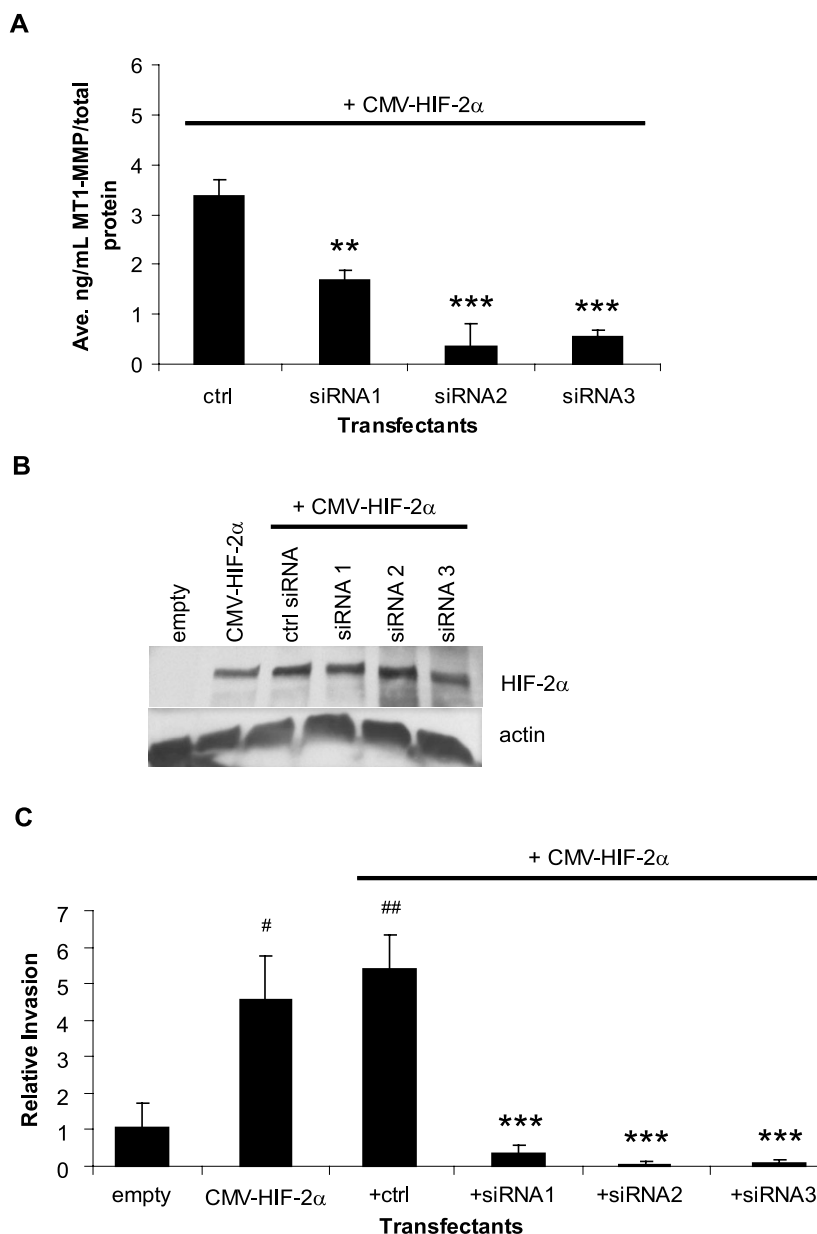 A
+ CMV-HIF-2α
6
5
4
3
2
1
0
Ave. ng/mL MT1-MMP/total
protein
**
***
***
ctrl siRNA1 siRNA2 siRNA3
Transfectants
B
+ CMV-HIF-2α
empty
CMV-HIF-2α
ctrl siRNA
siRNA 1
siRNA 2
siRNA 3
HIF-2α
actin
C
+ CMV-HIF-2α
7
6
5
4
3
2
1
0
Relative Invasion
#
##
***
***
***
empty CMV-HIF-2α +ctrl +siRNA1 +siRNA2 +siRNA3
Transfectants